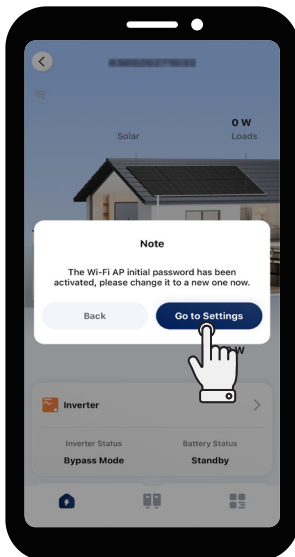 0 W
Solar
Loads
Note
The Wi-Fi AP initial password has been
activated, please change it to a new one now.
Back
Go to Settings
W
Inverter
Inverter Status
Battery Status
Bypass Mode
Standby